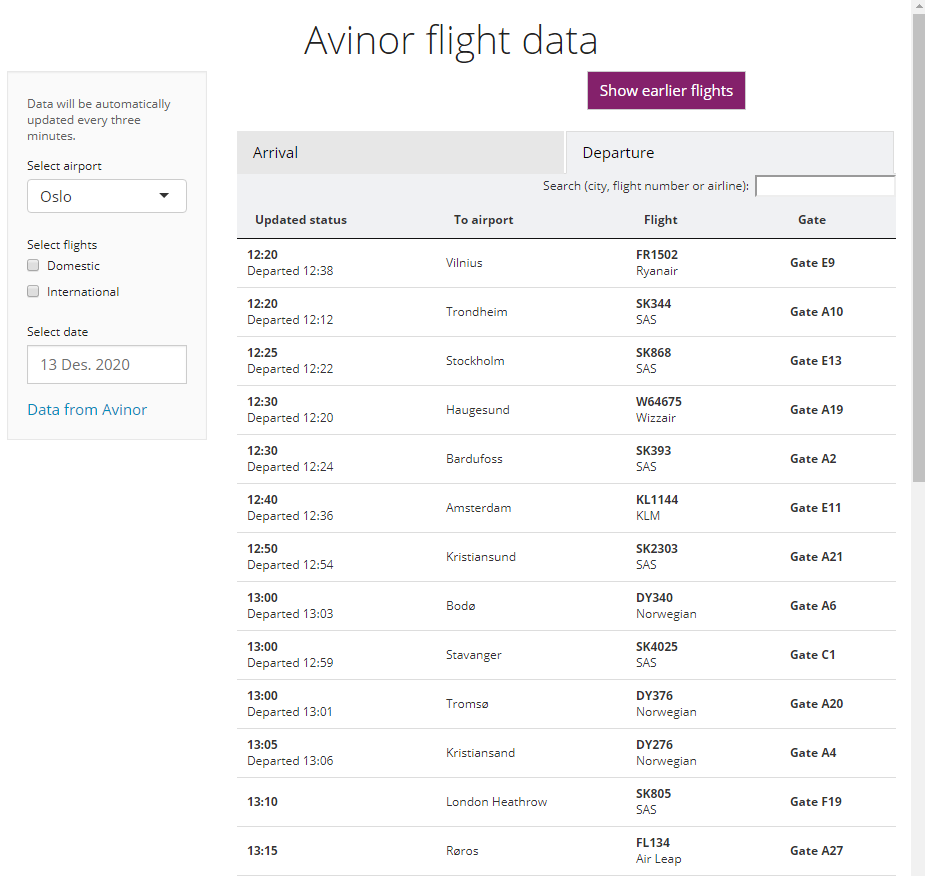 Avinor flight data
Data will be automatically
updated every three
minutes.
Select airport
Oslo
Select flights
Domestic
International
Select date
13 Des. 2020
Data from Avinor
Show earlier flights
Arrival Departure
Search (city, flight number or airline):
Updated status To airport Flight Gate
12:20
Departed 12:38 Vilnius FR1502 Ryanair Gate E9
12:20
Departed 12:12 Trondheim SK344 SAS Gate A10
12:25
Departed 12:22 Stockholm SK868 SAS Gate E13
12:30
Departed 12:20 Haugesund W64675 Wizzair Gate A19
12:30
Departed 12:24 Bardufoss SK393 SAS Gate A2
12:40
Departed 12:36 Amsterdam KL1144 KLM Gate E11
12:50
Departed 12:54 Kristiansund SK2303 SAS Gate A21
13:00
Departed 13:03 Bodø DY340 Norwegian Gate A6
13:00
Departed 12:59 Stavanger SK4025 SAS Gate C1
13:00
Departed 13:01 Tromsø DY376 Norwegian Gate A20
13:05
Departed 13:06 Kristiansand DY276 Norwegian Gate A4
13:10 London Heathrow SK805 SAS Gate F19
13:15 Røros FL134 Air Leap Gate A27